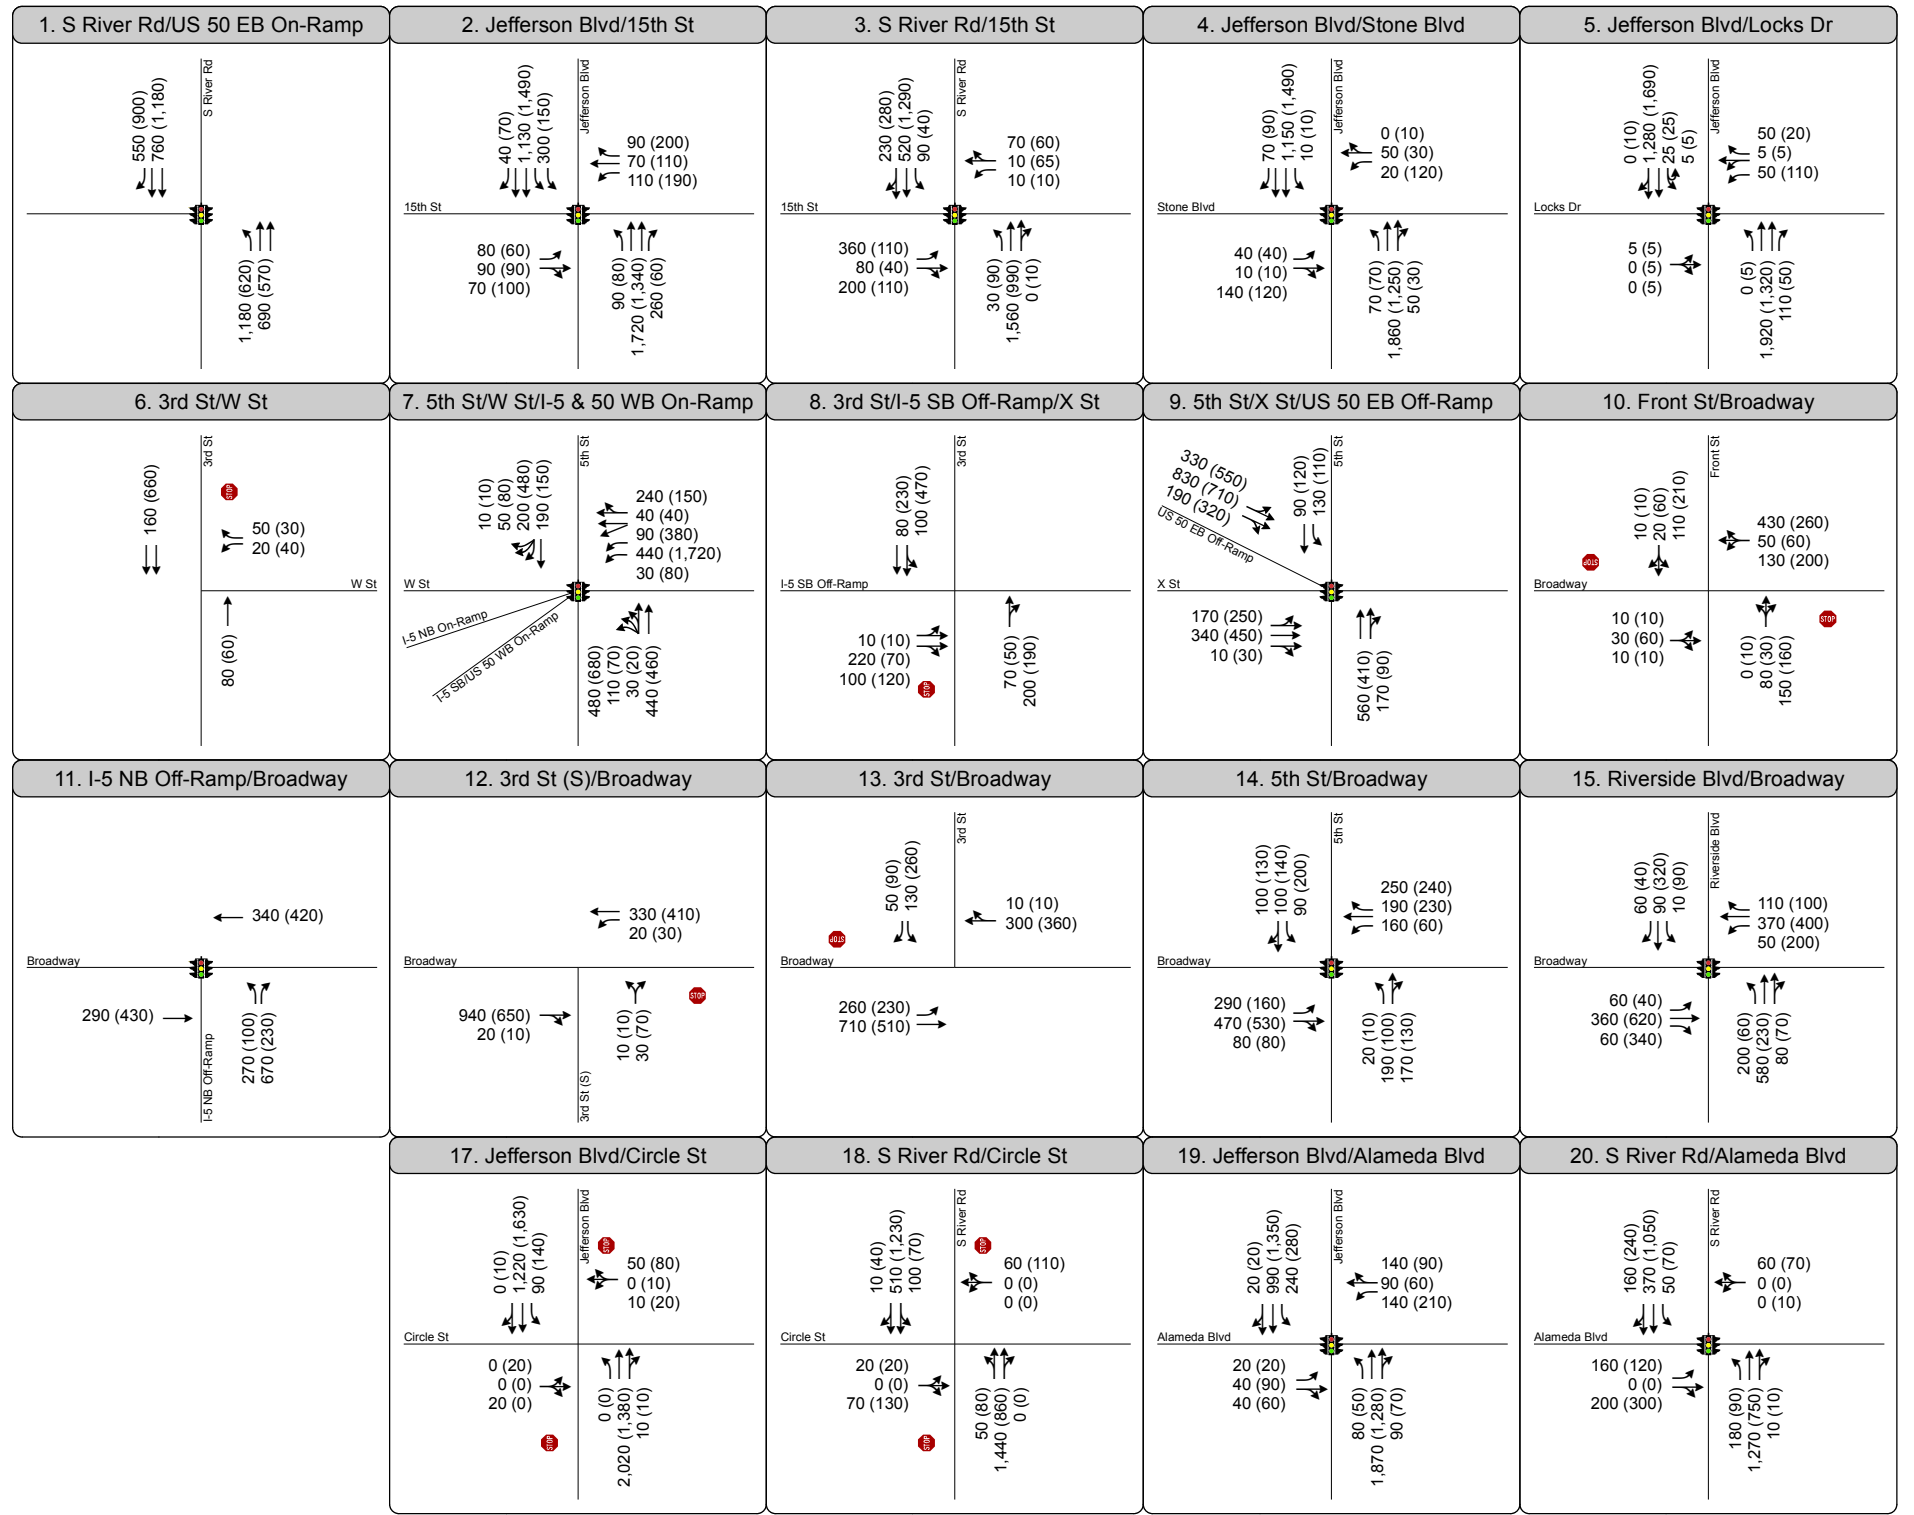 1. S River Rd/US 50 EB On-Ramp
550 (900)
760 (1,180)
S River Rd
1,180 (620)
690 (570)
2. Jefferson Blvd/15th St
40 (70)
1,130 (1,490)
300 (150)
Jefferson Blvd
90 (200)
70 (110)
110 (190)
15th St
80 (60)
90 (90)
70 (100)
90 (80)
1,720 (1,340)
260 (60)
3. S River Rd/15th St
230 (280)
520 (1,290)
90 (40)
S River Rd
70 (60)
10 (65)
10 (10)
15th St
360 (110)
80 (40)
200 (110)
30 (90)
1,560 (990)
0 (10)
4. Jefferson Blvd/Stone Blvd
70 (90)
1,150 (1,490)
10 (10)
Jefferson Blvd
0 (10)
50 (30)
20 (120)
Stone Blvd
40 (40)
10 (10)
140 (120)
70 (70)
1,860 (1,250)
50 (30)
5. Jefferson Blvd/Locks Dr
0 (10)
1,280 (1,690)
25 (25)
5 (5)
Jefferson Blvd
50 (20)
5 (5)
50 (110)
Locks Dr
5 (5)
0 (5)
0 (5)
0 (5)
1,920 (1,320)
110 (50)
6. 3rd St/W St
160 (660)
3rd St
STOP
50 (30)
20 (40)
W St
80 (60)
7. 5th St/W St/I-5 & 50 WB On-Ramp
10 (10)
50 (80)
200 (480)
190 (150)
5th St
240 (150)
40 (40)
90 (380)
440 (1,720)
30 (80)
W St
I-5 NB On-Ramp
I-5 SB/US 50 WB On-Ramp
480 (680)
110 (70)
30 (20)
440 (460)
8. 3rd St/I-5 SB Off-Ramp/X St
80 (230)
100 (470)
3rd St
I-5 SB Off-Ramp
10 (10)
220 (70)
100 (120)
STOP
70 (50)
200 (190)
9. 5th St/X St/US 50 EB Off-Ramp
330 (550)
830 (710)
190 (320)
US 50 EB Off-Ramp
90 (120)
130 (110)
5th St
X St
170 (250)
340 (450)
10 (30)
560 (410)
170 (90)
10. Front St/Broadway
10 (10)
20 (60)
110 (210)
Front St
430 (260)
50 (60)
130 (200)
STOP
Broadway
10 (10)
30 (60)
10 (10)
0 (10)
80 (30)
150 (160)
STOP
11. I-5 NB Off-Ramp/Broadway
340 (420)
Broadway
290 (430)
I-5 NB Off-Ramp
270 (100)
670 (230)
12. 3rd St (S)/Broadway
330 (410)
20 (30)
Broadway
940 (650)
20 (10)
3rd St (S)
10 (10)
30 (70)
STOP
13. 3rd St/Broadway
50 (90)
130 (260)
3rd St
10 (10)
300 (360)
STOP
Broadway
260 (230)
710 (510)
14. 5th St/Broadway
100 (130)
100 (140)
90 (200)
5th St
250 (240)
190 (230)
160 (60)
Broadway
290 (160)
470 (530)
80 (80)
20 (10)
190 (100)
170 (130)
15. Riverside Blvd/Broadway
60 (40)
90 (320)
10 (90)
Riverside Blvd
110 (100)
370 (400)
50 (200)
Broadway
60 (40)
360 (620)
60 (340)
200 (60)
580 (230)
80 (70)
17. Jefferson Blvd/Circle St
0 (10)
1,220 (1,630)
90 (140)
Jefferson Blvd
STOP
50 (80)
0 (10)
10 (20)
Circle St
0 (20)
0 (0)
20 (0)
STOP
0 (0)
2,020 (1,380)
10 (10)
18. S River Rd/Circle St
10 (40)
510 (1,230)
100 (70)
S River Rd
STOP
60 (110)
0 (0)
0 (0)
Circle St
20 (20)
0 (0)
70 (130)
STOP
50 (80)
1,440 (860)
0 (0)
19. Jefferson Blvd/Alameda Blvd
20 (20)
990 (1,350)
240 (280)
Jefferson Blvd
140 (90)
90 (60)
140 (210)
Alameda Blvd
20 (20)
40 (90)
40 (60)
80 (50)
1,870 (1,280)
90 (70)
20. S River Rd/Alameda Blvd
160 (240)
370 (1,050)
50 (70)
S River Rd
60 (70)
0 (0)
0 (10)
Alameda Blvd
160 (120)
0 (0)
200 (300)
180 (90)
1,270 (750)
10 (10)